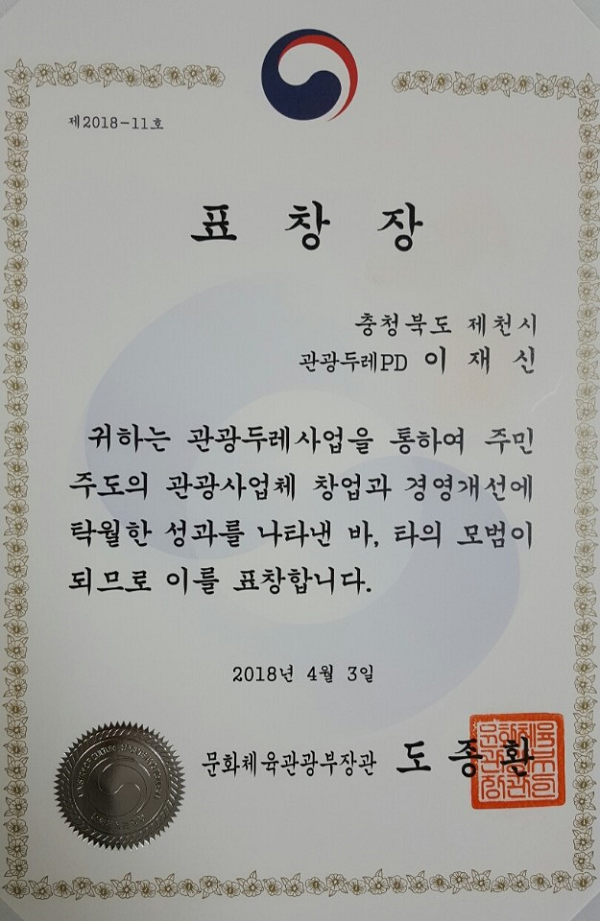 제2018-11호
표 창 장
충청북도 제천시
관광두레PD 이 재 신
귀하는 관광두레사업을 통하여 주민
주도의 관광사업체 창업과 경영개선에
탁월한 성과를 나타낸 바, 타의 모범이
되므로 이를 표창합니다.
2018년 4월 3일
문화체육관광부장관 도 종 환